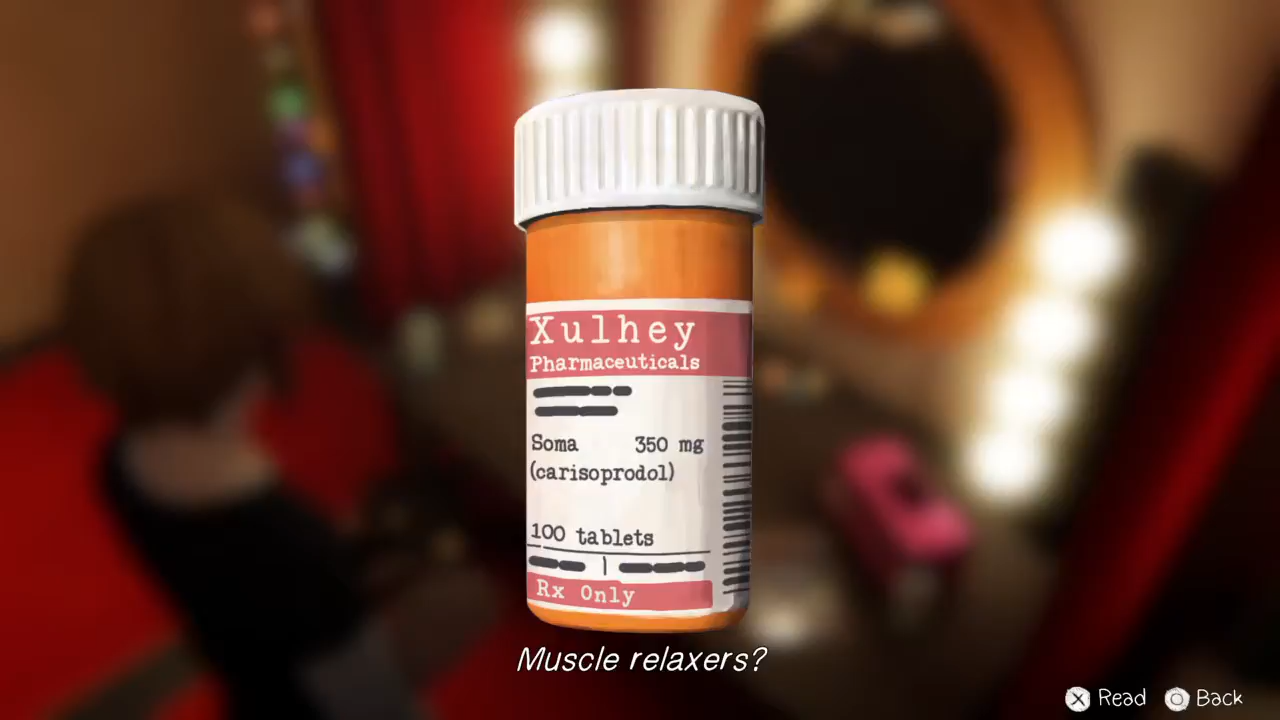 Xulhey
Pharmaceuticals
Soma 350 mg
(carisoprodol)
100 tablets
Rx Only
Muscle relaxers?
Read Back